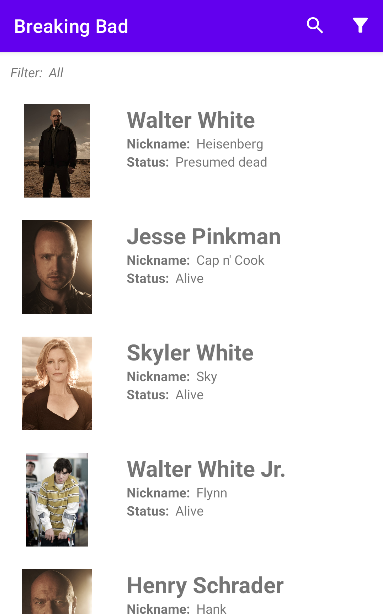 Breaking Bad
Filter: All
Walter White
Nickname: Heisenberg
Status: Presumed dead
Jesse Pinkman
Nickname: Cap n' Cook
Status: Alive
Skyler White
Nickname: Sky
Status: Alive
Walter White Jr.
Nickname: Flynn
Status: Alive
Henry Schrader
Nickname: Hank